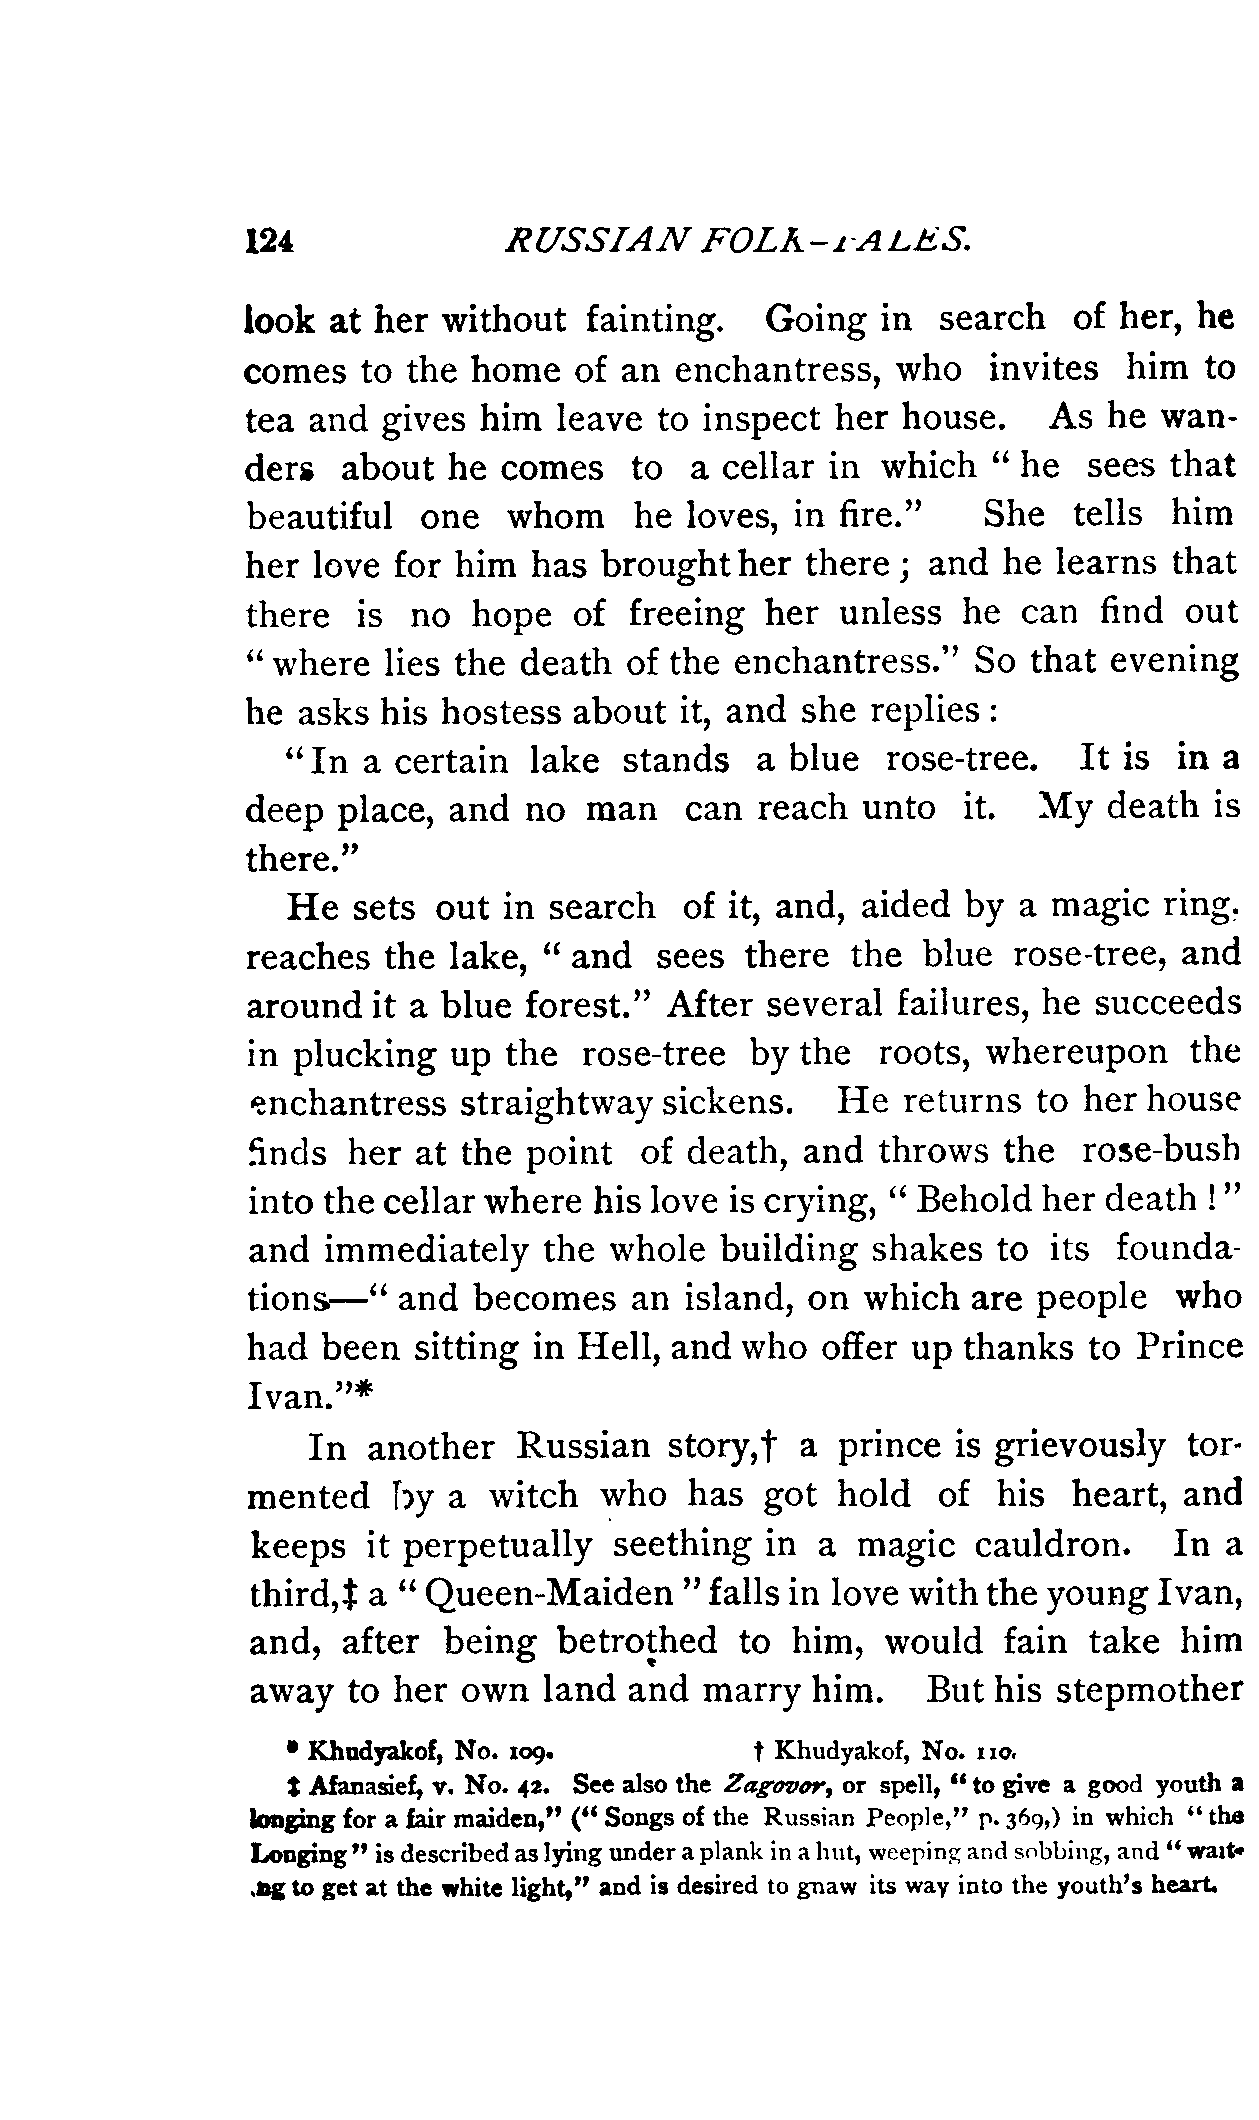 124 RUSSIAN FOLK-TALES.
look at her without fainting. Going in search of her, he
comes to the home of an enchantress, who invites him to
tea and gives him leave to inspect her house. As he wan-
ders about he comes to a cellar in which " he sees that
beautiful one whom he loves, in fire." She tells him
her love for him has brought her there ; and he learns that
there is no hope of freeing her unless he can find out
" where lies the death of the enchantress." So that evening
he asks his hostess about it, and she replies :
" In a certain lake stands a blue rose-tree. It is in a
deep place, and no man can reach unto it. My death is
there."
He sets out in search of it, and, aided by a magic ring,
reaches the lake, " and sees there the blue rose-tree, and
around it a blue forest." After several failures, he succeeds
in plucking up the rose-tree by the roots, whereupon the
enchantress straightway sickens. He returns to her house
finds her at the point of death, and throws the rose-bush
into the cellar where his love is crying, " Behold her death ! "
and immediately the whole building shakes to its founda-
tions—" and becomes an island, on which are people who
had been sitting in Hell, and who offer up thanks to Prince
Ivan."*
In another Russian story,† a prince is grievously tor-
mented by a witch who has got hold of his heart, and
keeps it perpetually seething in a magic cauldron. In a
third,‡ a " Queen-Maiden " falls in love with the young Ivan,
and, after being betrothed to him, would fain take him
away to her own land and marry him. But his stepmother
* Khudyakof, No. 109. † Khudyakof, No. 110.
‡ Afanasief, v. No. 42. See also the Zagovor, or spell, " to give a good youth a
longing for a fair maiden," (" Songs of the Russian People," p. 369,) in which " the
Longing " is described as lying under a plank in a hut, weeping and sobbing, and " wait-
ing to get at the white light," and is desired to gnaw its way into the youth's heart.